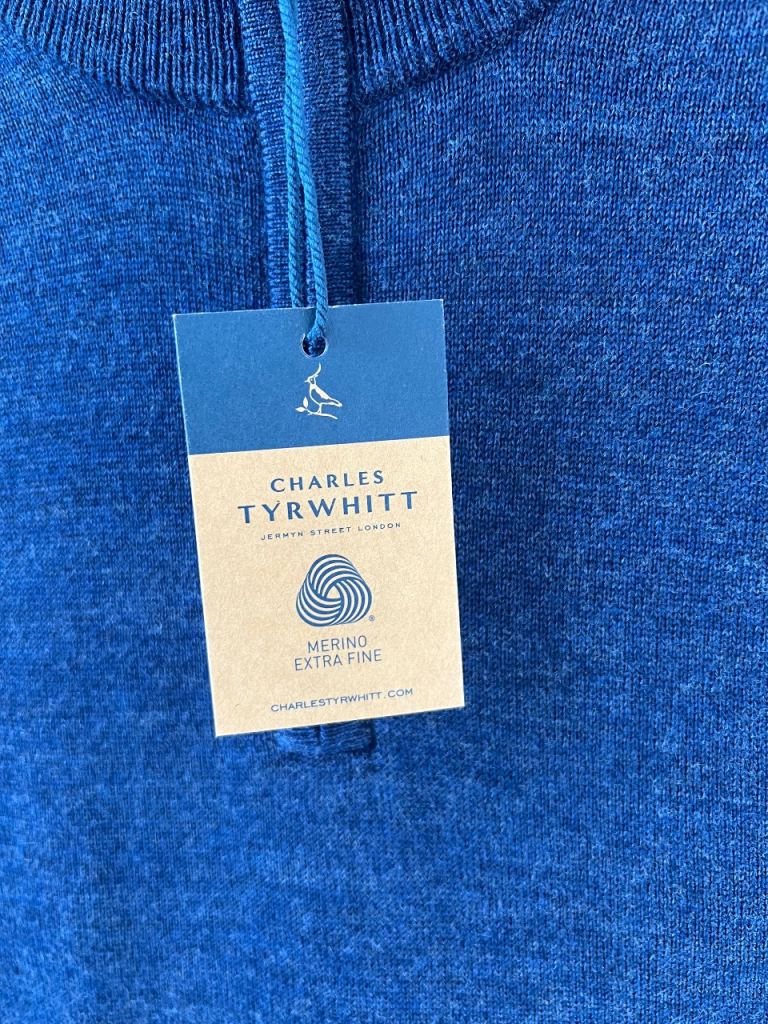 CHARLES
TYRWHITT
JERMYN STREET LONDON
®
MERINO
EXTRA FINE
CHARLESTYRWHITT.COM